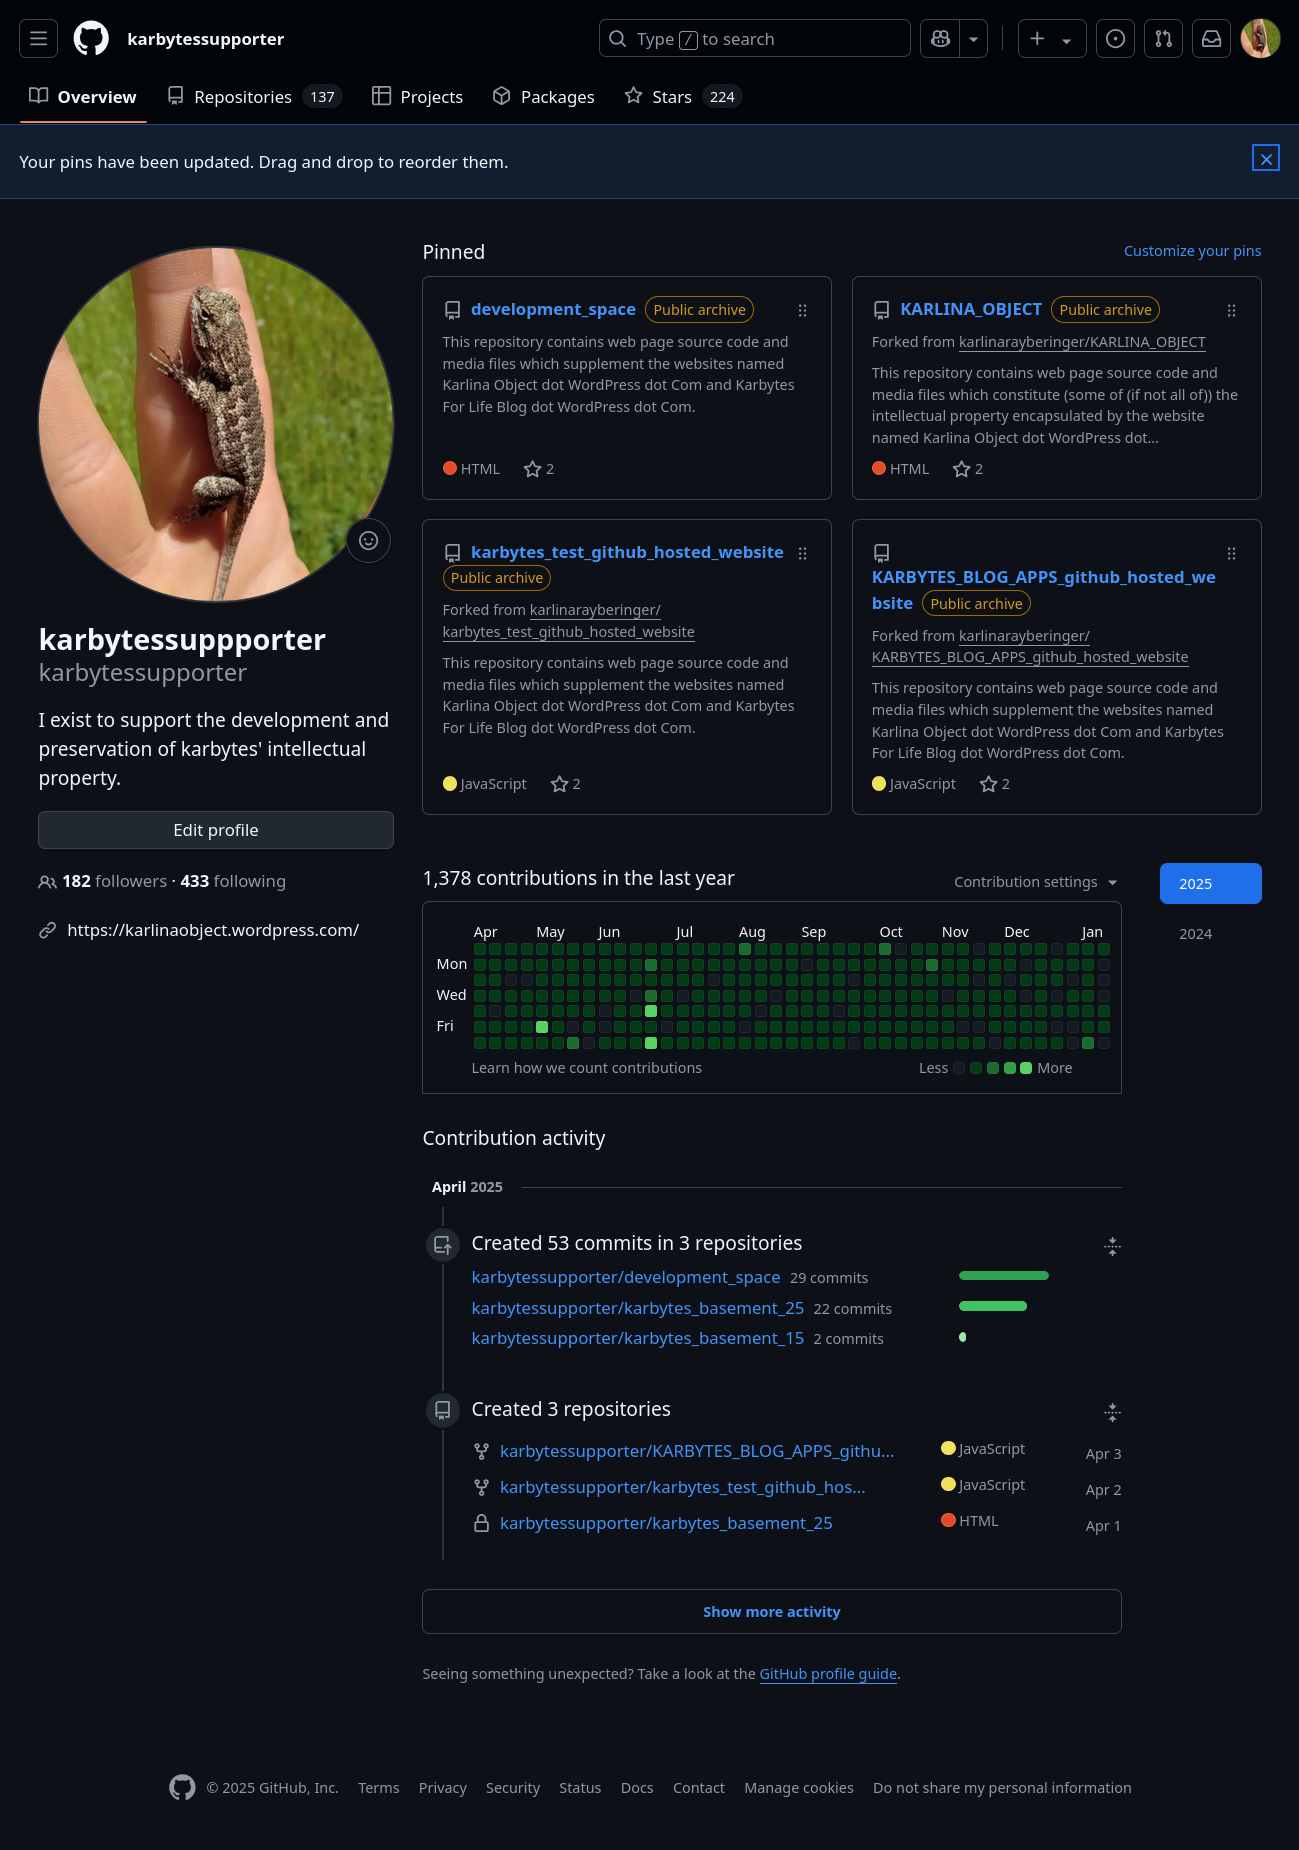 karbytessupporter
Type / to search
Overview
Repositories 137
Projects
Packages
Stars 224
Your pins have been updated. Drag and drop to reorder them.
karbytessuppporter
karbytessupporter
I exist to support the development and
preservation of karbytes' intellectual
property.
Edit profile
182 followers · 433 following
https://karlinaobject.wordpress.com/
Pinned
Customize your pins
development_space Public archive
This repository contains web page source code and
media files which supplement the websites named
Karlina Object dot WordPress dot Com and Karbytes
For Life Blog dot WordPress dot Com.
HTML 2
KARLINA_OBJECT Public archive
Forked from karlinarayberinger/KARLINA_OBJECT
This repository contains web page source code and
media files which constitute (some of (if not all of)) the
intellectual property encapsulated by the website
named Karlina Object dot WordPress dot...
HTML 2
karbytes_test_github_hosted_website
Public archive
Forked from karlinarayberinger/
karbytes_test_github_hosted_website
This repository contains web page source code and
media files which supplement the websites named
Karlina Object dot WordPress dot Com and Karbytes
For Life Blog dot WordPress dot Com.
JavaScript 2
KARBYTES_BLOG_APPS_github_hosted_we
bsite Public archive
Forked from karlinarayberinger/
KARBYTES_BLOG_APPS_github_hosted_website
This repository contains web page source code and
media files which supplement the websites named
Karlina Object dot WordPress dot Com and Karbytes
For Life Blog dot WordPress dot Com.
JavaScript 2
1,378 contributions in the last year
Contribution settings
2025
2024
Apr May Jun Jul Aug Sep Oct Nov Dec Jan
Mon
Wed
Fri
Learn how we count contributions
Less More
Contribution activity
April 2025
Created 53 commits in 3 repositories
karbytessupporter/development_space 29 commits
karbytessupporter/karbytes_basement_25 22 commits
karbytessupporter/karbytes_basement_15 2 commits
Created 3 repositories
karbytessupporter/KARBYTES_BLOG_APPS_githu... JavaScript Apr 3
karbytessupporter/karbytes_test_github_hos... JavaScript Apr 2
karbytessupporter/karbytes_basement_25 HTML Apr 1
Show more activity
Seeing something unexpected? Take a look at the GitHub profile guide.
© 2025 GitHub, Inc. Terms Privacy Security Status Docs Contact Manage cookies Do not share my personal information